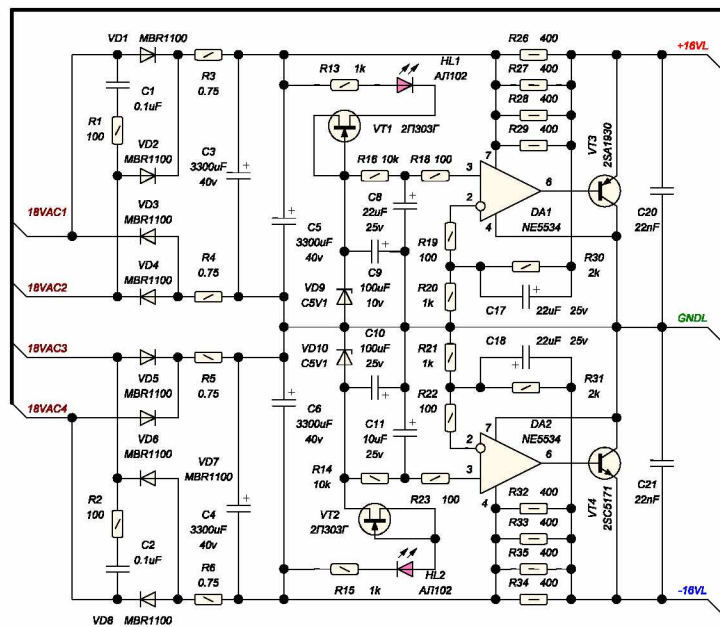 VD1
MBR1100
R3
0.75
C1
0.1uF
R1
100
VD2
MBR1100
VD3
MBR1100
C3
3300uF
40v
18VAC1
VD4
MBR1100
R4
0.75
18VAC2
C5
3300uF
40v
R13
1k
HL1
АЛ102
VT1
2П303Г
R16 10k
R18 100
C8
22uF
25v
C9
100uF
10v
VD9
C5V1
R26 400
R27 400
R28 400
R29 400
7
3
2
4
6
DA1
NE5534
VT3
2SA1930
+16VL
C20
22nF
R19
100
R20
1k
R30
2k
C17
22uF 25v
GNDL
18VAC3
VD5
MBR1100
R5
0.75
18VAC4
VD6
MBR1100
VD7
MBR1100
R2
100
C2
0.1uF
C4
3300uF
40v
R6
0.75
VD8
MBR1100
C6
3300uF
40v
VD10
C5V1
C10
100uF
25v
C11
10uF
25v
R14
10k
R23 100
VT2
2П303Г
R15 1k
HL2
АЛ102
R21
1k
R22
100
C18
22uF 25v
R31
2k
7
2
3
4
6
DA2
NE5534
VT4
2SC5171
R32 400
R33 400
R35 400
R34 400
C21
22nF
-16VL